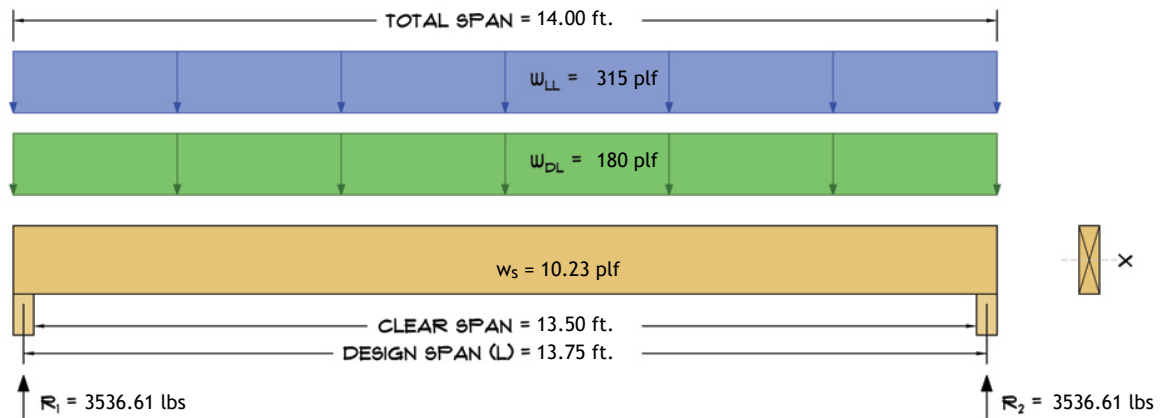 TOTAL SPAN = 14.00 ft.
wLL = 315 plf
wDL = 180 plf
ws = 10.23 plf
X
CLEAR SPAN = 13.50 ft.
DESIGN SPAN (L) = 13.75 ft.
R1 = 3536.61 lbs
R2 = 3536.61 lbs